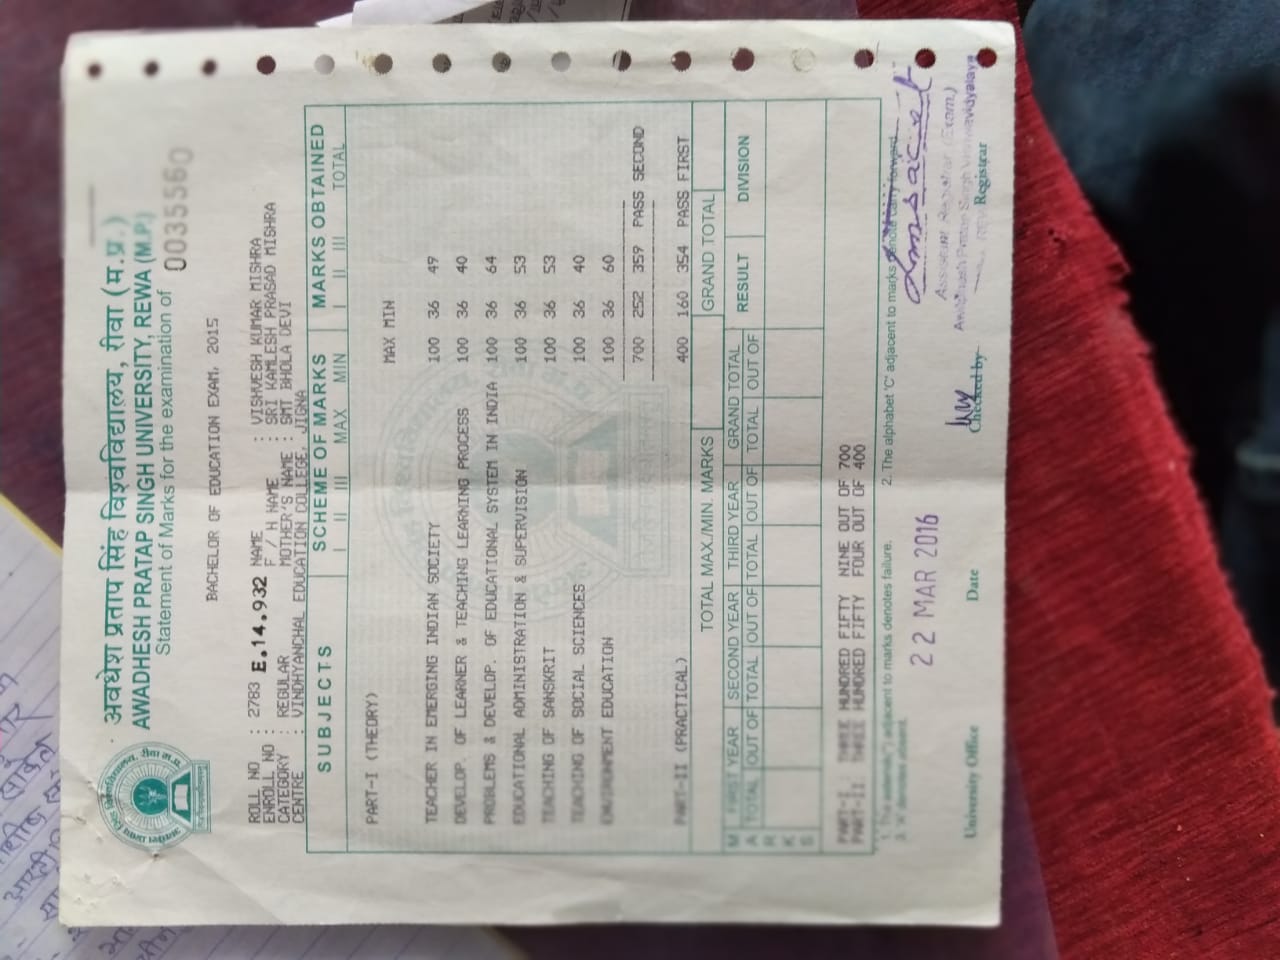 अवधेश प्रताप सिंह विश्वविद्यालय, रीवा (म.प्र.)
AWADHESH PRATAP SINGH UNIVERSITY, REWA (M.P.)
Statement of Marks for the examination of
0035560
BACHELOR OF EDUCATION EXAM, 2015
ROLL NO : 2783 NAME : VISHVESH KUMAR MISHRA
ENROLL NO : E.14.932 F / H NAME : SRI KAMLESH PRASAD MISHRA
CATEGORY : REGULAR MOTHER'S NAME : SMT BHOLA DEVI
CENTRE : VINDHYANCHAL EDUCATION COLLEGE, JIGNA
SUBJECTS SCHEME OF MARKS MARKS OBTAINED
I II III MAX MIN I II III TOTAL
PART-I (THEORY) MAX MIN
TEACHER IN EMERGING INDIAN SOCIETY 100 36 49
DEVELOP. OF LEARNER & TEACHING LEARNING PROCESS 100 36 40
PROBLEMS & DEVELOP. OF EDUCATIONAL SYSTEM IN INDIA 100 36 64
EDUCATIONAL ADMINISTRATION & SUPERVISION 100 36 53
TEACHING OF SANSKRIT 100 36 53
TEACHING OF SOCIAL SCIENCES 100 36 40
ENVIRONMENT EDUCATION 100 36 60
700 252 359 PASS SECOND
PART-II (PRACTICAL) 400 160 354 PASS FIRST
TOTAL MAX./MIN. MARKS GRAND TOTAL
M FIRST YEAR SECOND YEAR THIRD YEAR GRAND TOTAL RESULT DIVISION
A TOTAL OUT OF TOTAL OUT OF TOTAL OUT OF TOTAL OUT OF
R
K
S
PART-I: THREE HUNDRED FIFTY NINE OUT OF 700
PART-II: THREE HUNDRED FIFTY FOUR OUT OF 400
1. The asterisk(*) adjacent to marks denotes failure. 2. The alphabet 'C' adjacent to marks denote carry forward.
22 MAR 2016
Assistant Registrar (Exam.)
Awadhesh Pratap Singh Vishwavidyalaya
University Office Date Checked by Registrar